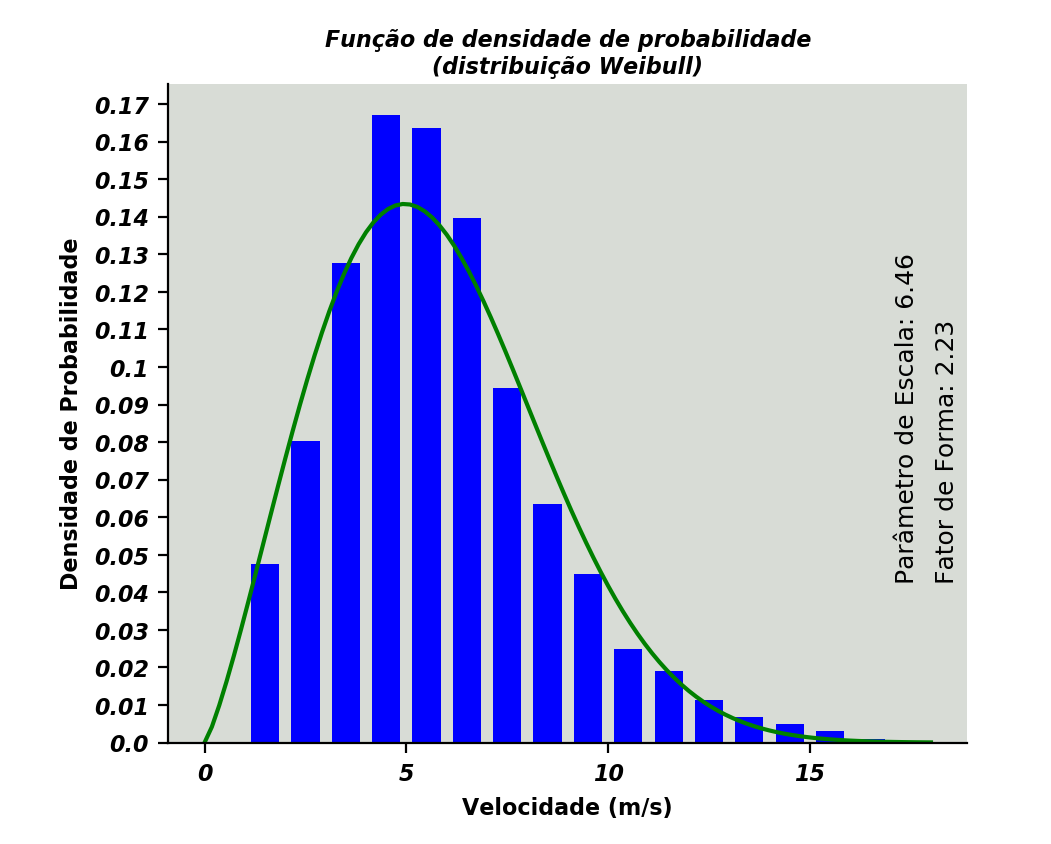 Função de densidade de probabilidade
(distribuição Weibull)
0.17
0.16
0.15
0.14
0.13
0.12
0.11
0.1
0.09
0.08
0.07
0.06
0.05
0.04
0.03
0.02
0.01
0.0
Densidade de Probabilidade
Parâmetro de Escala: 6.46
Fator de Forma: 2.23
0 5 10 15
Velocidade (m/s)